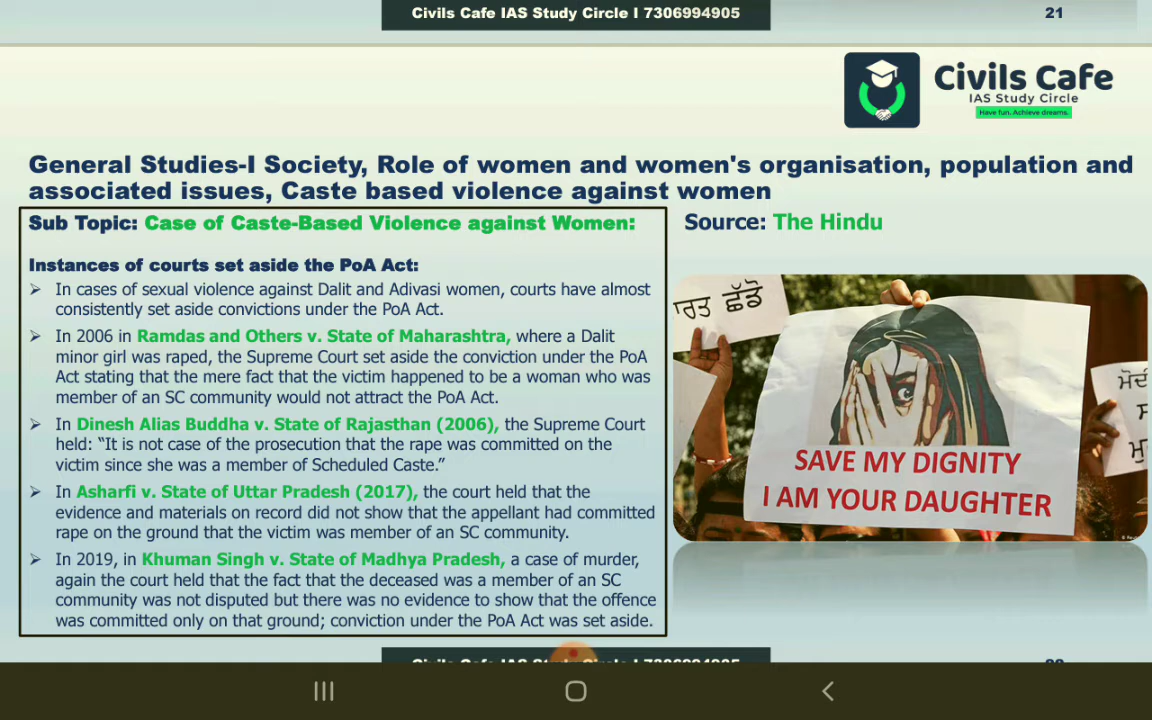 Civils Cafe IAS Study Circle I 7306994905
21
Civils Cafe
IAS Study Circle
Have fun. Achieve dreams.
General Studies-I Society, Role of women and women's organisation, population and
associated issues, Caste based violence against women
Sub Topic: Case of Caste-Based Violence against Women:
Source: The Hindu
Instances of courts set aside the PoA Act:
➢ In cases of sexual violence against Dalit and Adivasi women, courts have almost
consistently set aside convictions under the PoA Act.
➢ In 2006 in Ramdas and Others v. State of Maharashtra, where a Dalit
minor girl was raped, the Supreme Court set aside the conviction under the PoA
Act stating that the mere fact that the victim happened to be a woman who was
member of an SC community would not attract the PoA Act.
➢ In Dinesh Alias Buddha v. State of Rajasthan (2006), the Supreme Court
held: “It is not case of the prosecution that the rape was committed on the
victim since she was a member of Scheduled Caste.”
➢ In Asharfi v. State of Uttar Pradesh (2017), the court held that the
evidence and materials on record did not show that the appellant had committed
rape on the ground that the victim was member of an SC community.
➢ In 2019, in Khuman Singh v. State of Madhya Pradesh, a case of murder,
again the court held that the fact that the deceased was a member of an SC
community was not disputed but there was no evidence to show that the offence
was committed only on that ground; conviction under the PoA Act was set aside.
ਛੱਡੋ
SAVE MY DIGNITY
I AM YOUR DAUGHTER
Civils Cafe IAS Study Circle I 7306994905